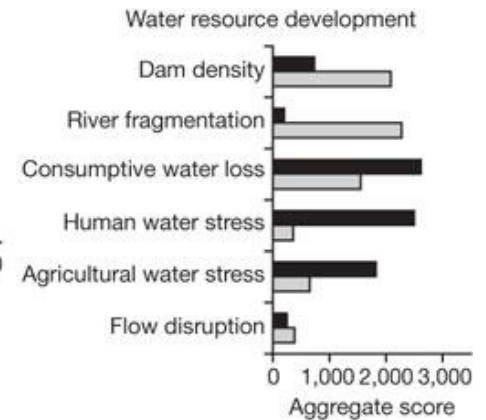 Water resource development
Dam density
River fragmentation
Consumptive water loss
Human water stress
Agricultural water stress
Flow disruption
0 1,000 2,000 3,000
Aggregate score